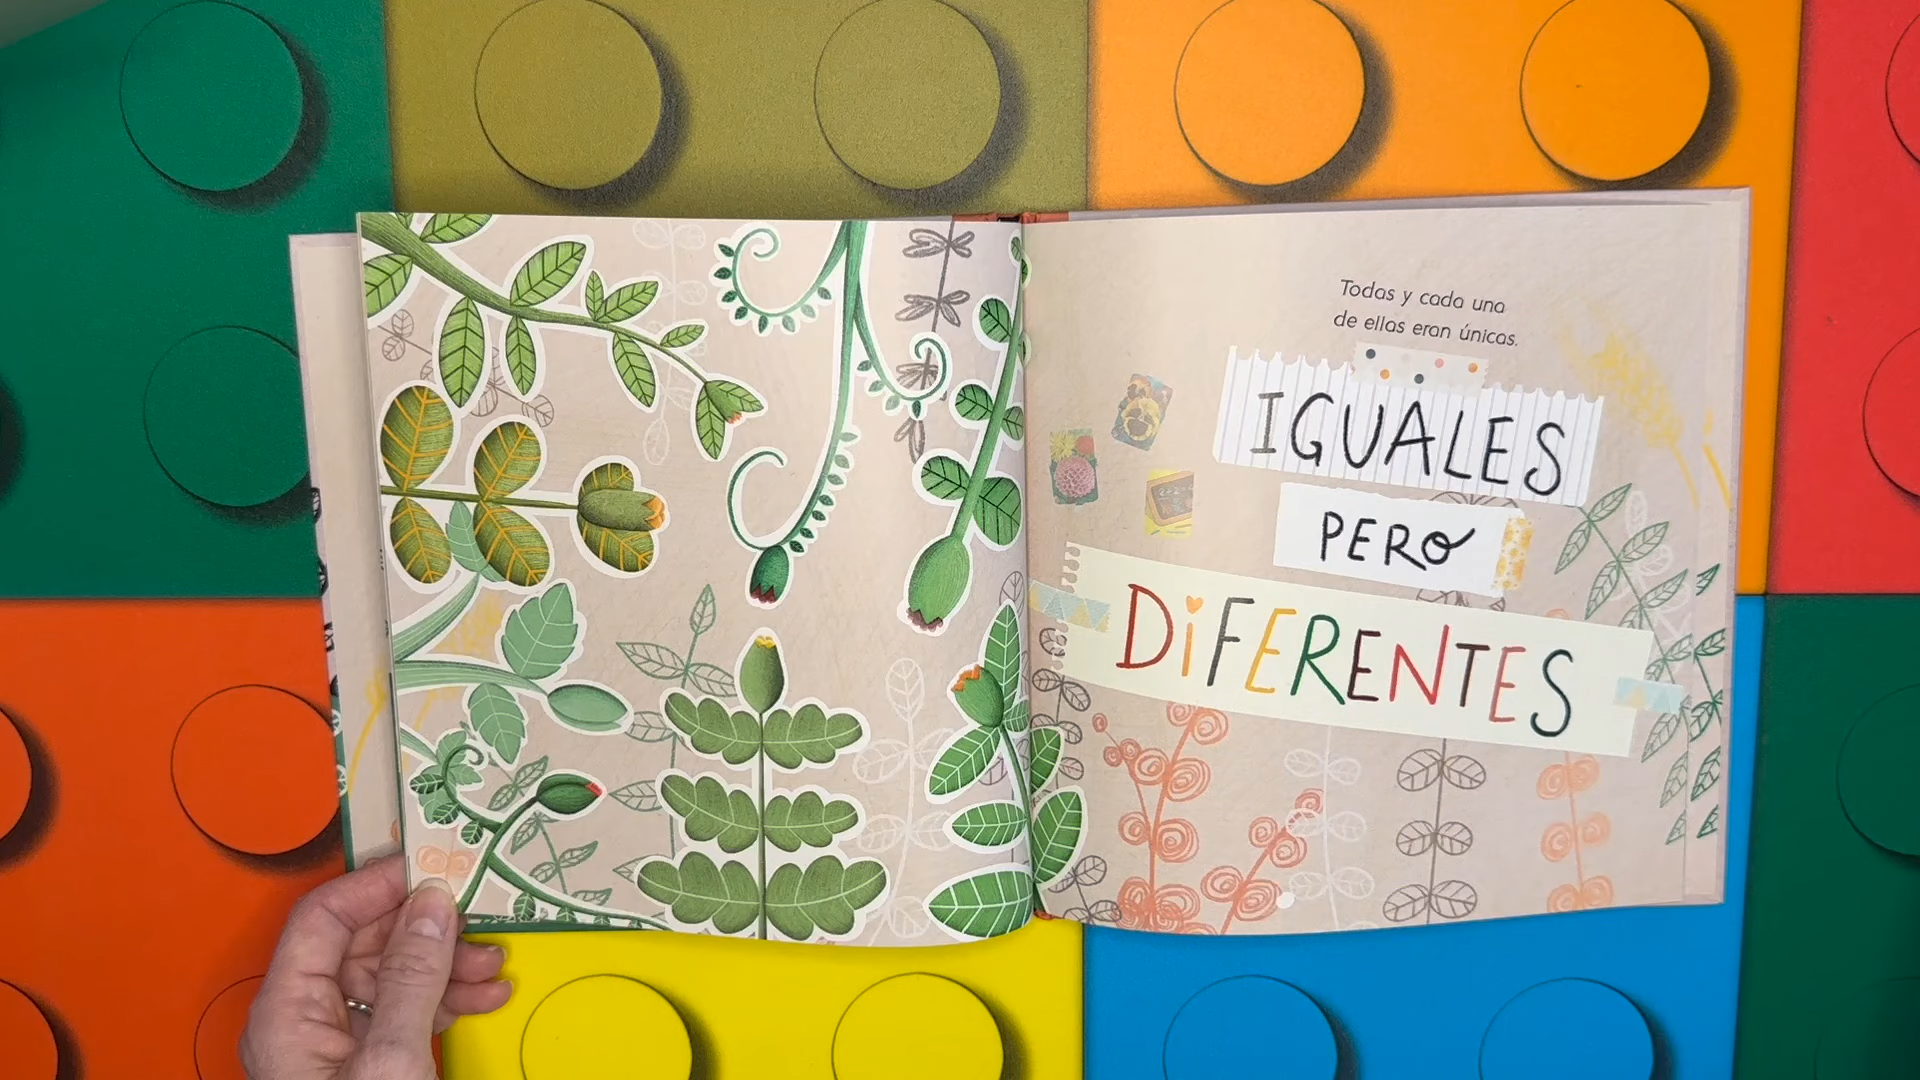 Todas y cada una
de ellas eran únicas.
IGUALES
PERO
DiFERENTES